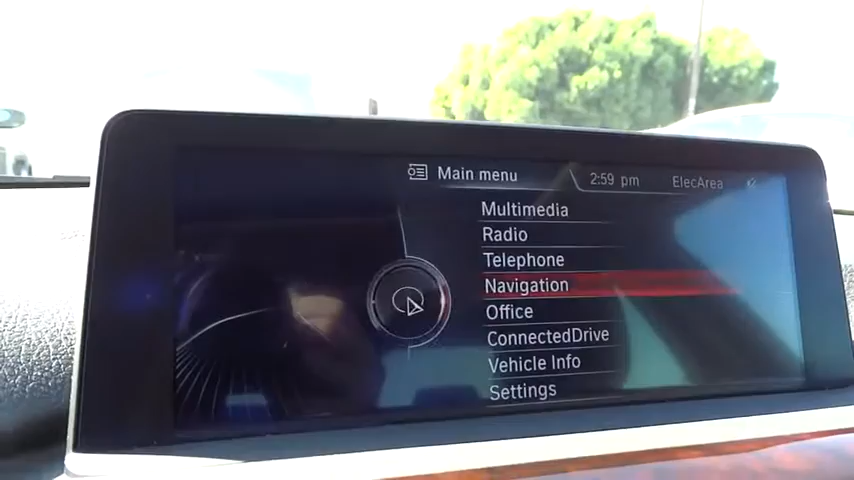 Main menu
2:59 pm
ElecArea
Multimedia
Radio
Telephone
Navigation
Office
ConnectedDrive
Vehicle Info
Settings